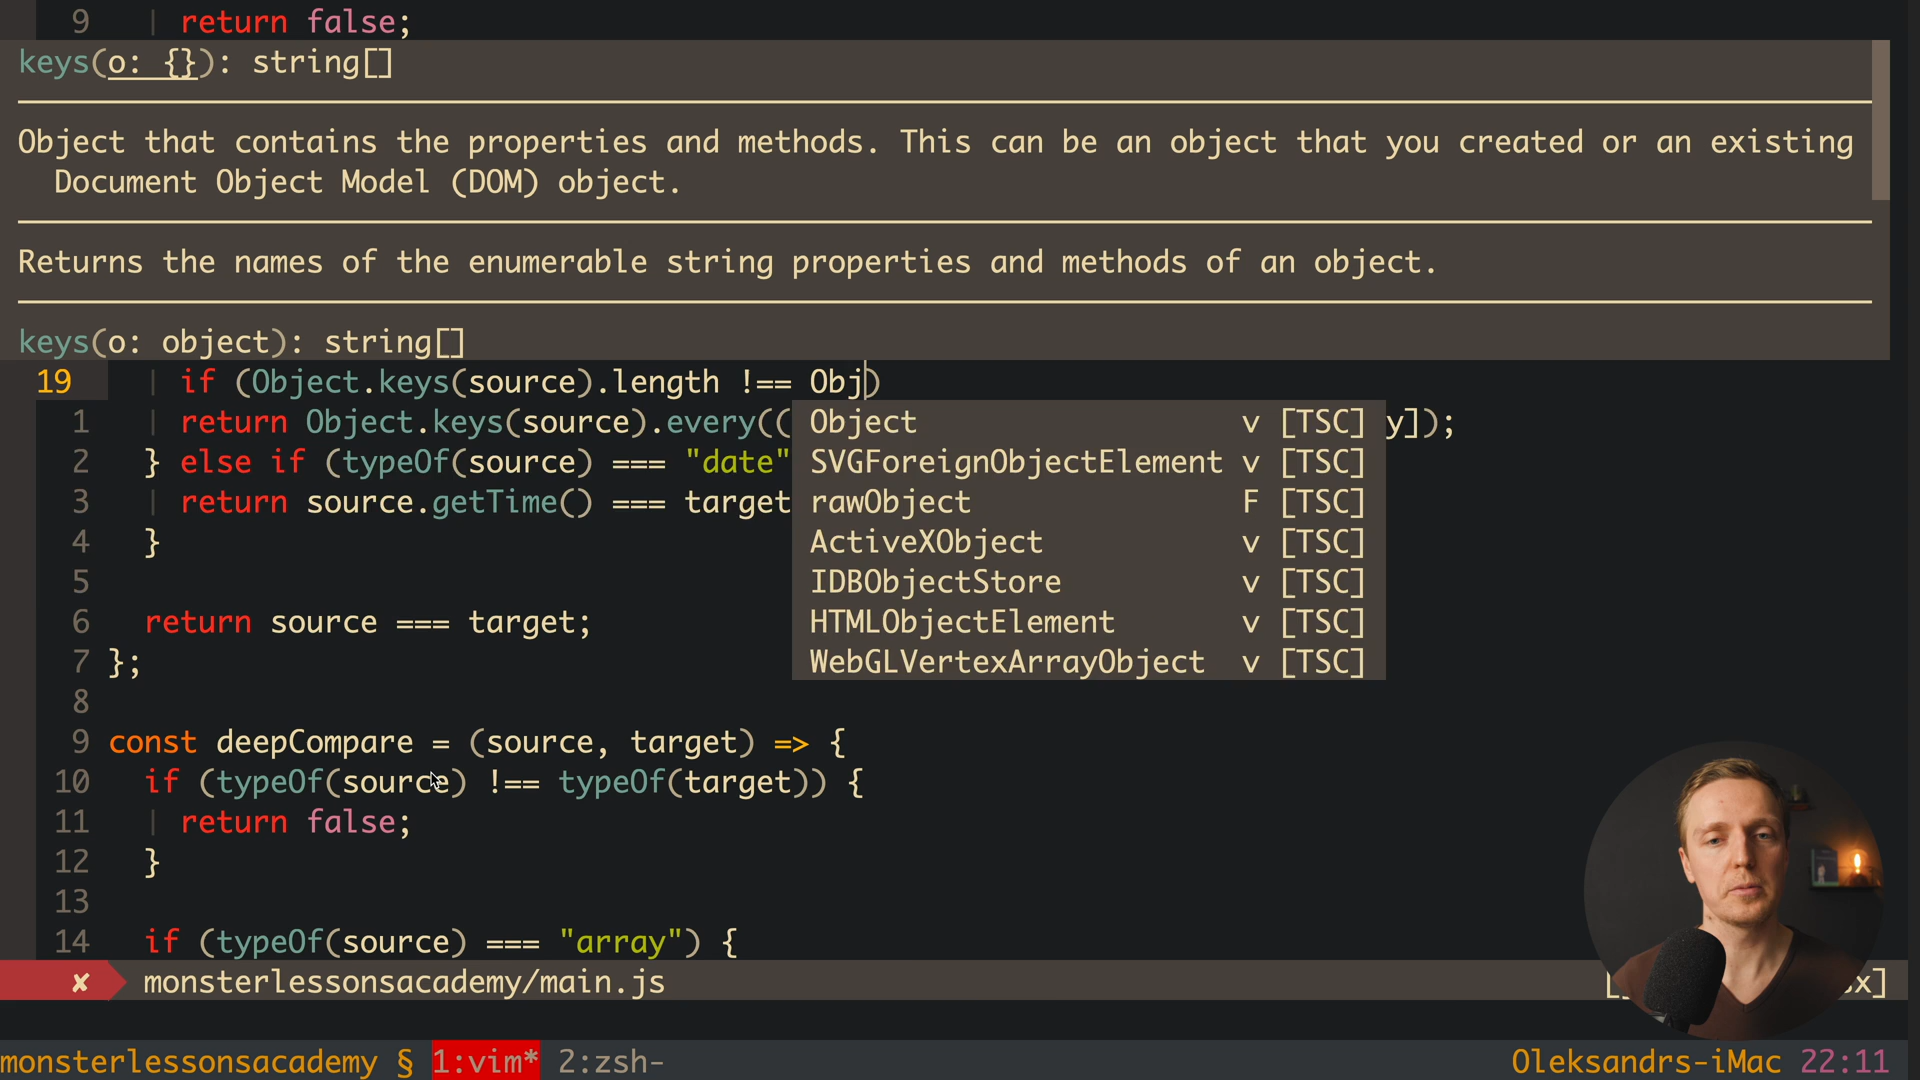 9 | return false;
keys(o: {}): string[]
Object that contains the properties and methods. This can be an object that you created or an existing
Document Object Model (DOM) object.
Returns the names of the enumerable string properties and methods of an object.
keys(o: object): string[]
19 | if (Object.keys(source).length !== Obj)
1 | return Object.keys(source).every(( Object v [TSC] y]);
2 } else if (typeOf(source) === "date" SVGForeignObjectElement v [TSC]
3 | return source.getTime() === target rawObject F [TSC]
4 } ActiveXObject v [TSC]
5 IDBObjectStore v [TSC]
6 return source === target; HTMLObjectElement v [TSC]
7 }; WebGLVertexArrayObject v [TSC]
8
9 const deepCompare = (source, target) => {
10 if (typeOf(source) !== typeOf(target)) {
11 | return false;
12 }
13
14 if (typeOf(source) === "array") {
✘ monsterlessonsacademy/main.js x]
monsterlessonsacademy § 1:vim* 2:zsh- Oleksandrs-iMac 22:11